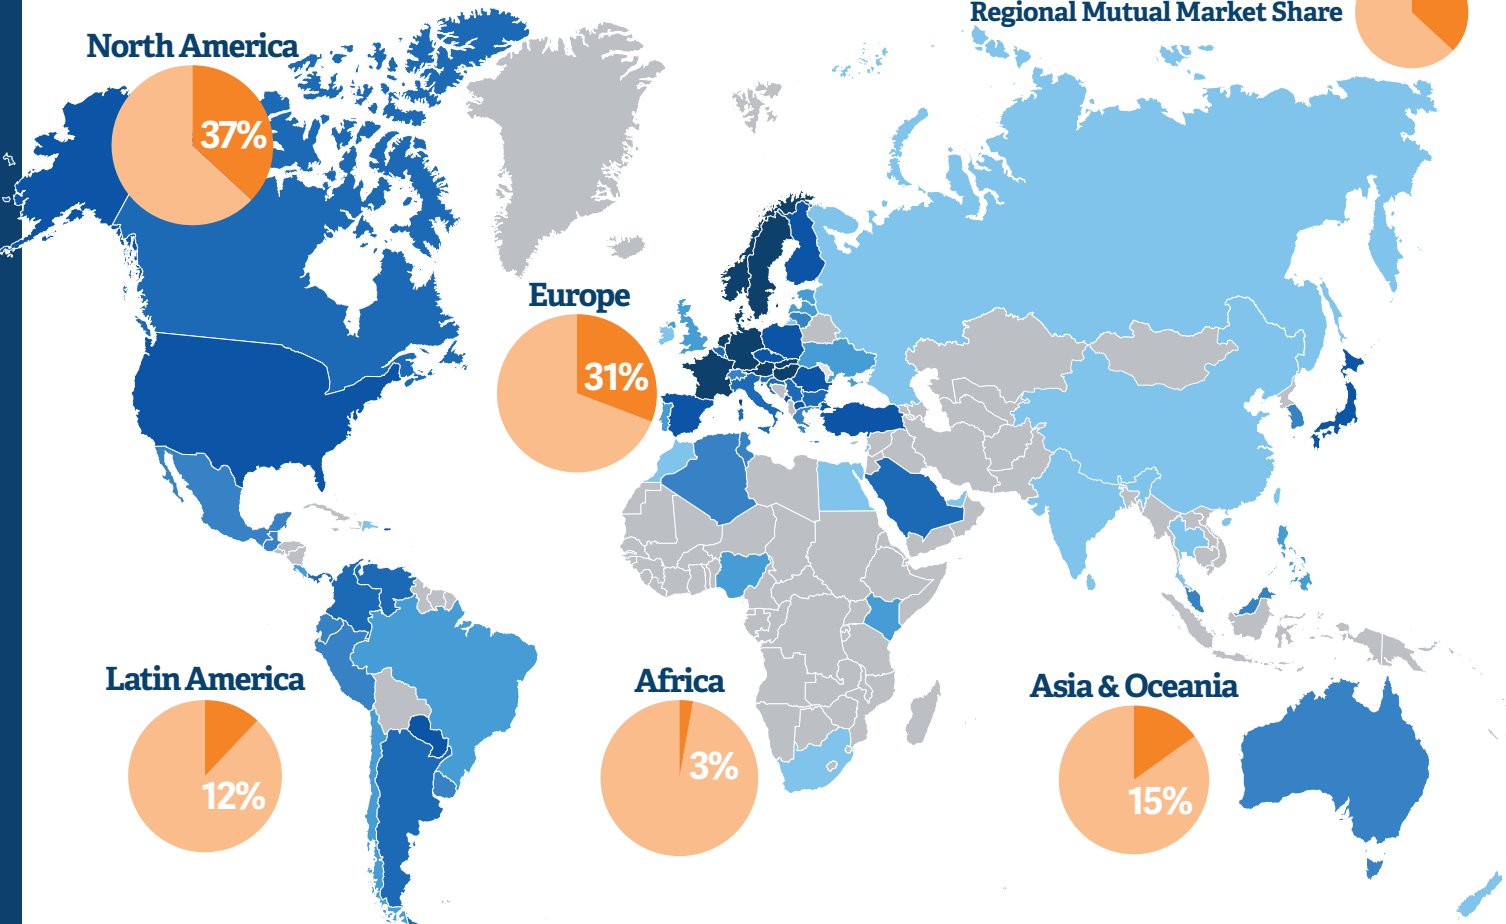 Regional Mutual Market Share
North America
37%
Europe
31%
Latin America
12%
Africa
3%
Asia & Oceania
15%